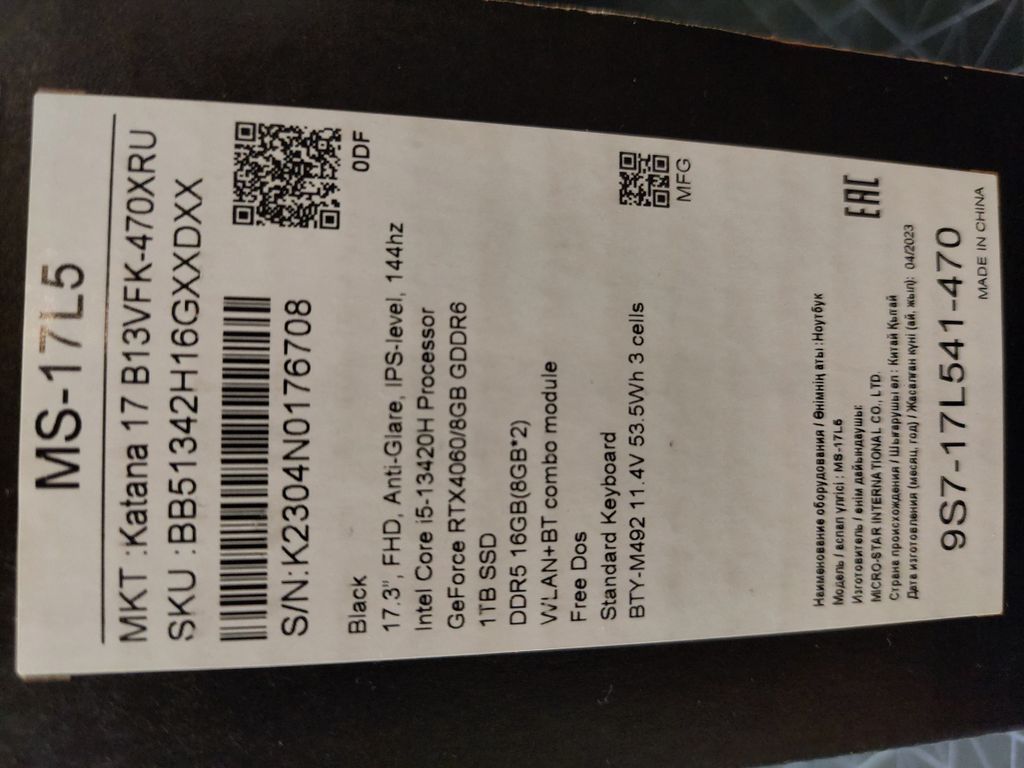 MS-17L5
MKT :Katana 17 B13VFK-470XRU
SKU :BB51342H16GXXDXX
S/N:K2304N0176708
0DF
Black
17.3", FHD, Anti-Glare, IPS-level, 144hz
Intel Core i5-13420H Processor
GeForce RTX4060/8GB GDDR6
1TB SSD
DDR5 16GB(8GB*2)
WLAN+BT combo module
Free Dos
Standard Keyboard
BTY-M492 11.4V 53.5Wh 3 cells
MFG
Наименование оборудования / Өнімнің аты :Ноутбук
Модель / аспап үлгісі : MS-17L5
Изготовитель / өнім дайындаушы:
MICRO-STAR INTERNATIONAL CO., LTD.
Страна происхождения / Шығарушы ел : Китай Қытай
Дата изготовления (месяц, год) / Жасалған күні (ай, жыл): 04/2023
EAC
9S7-17L541-470
MADE IN CHINA